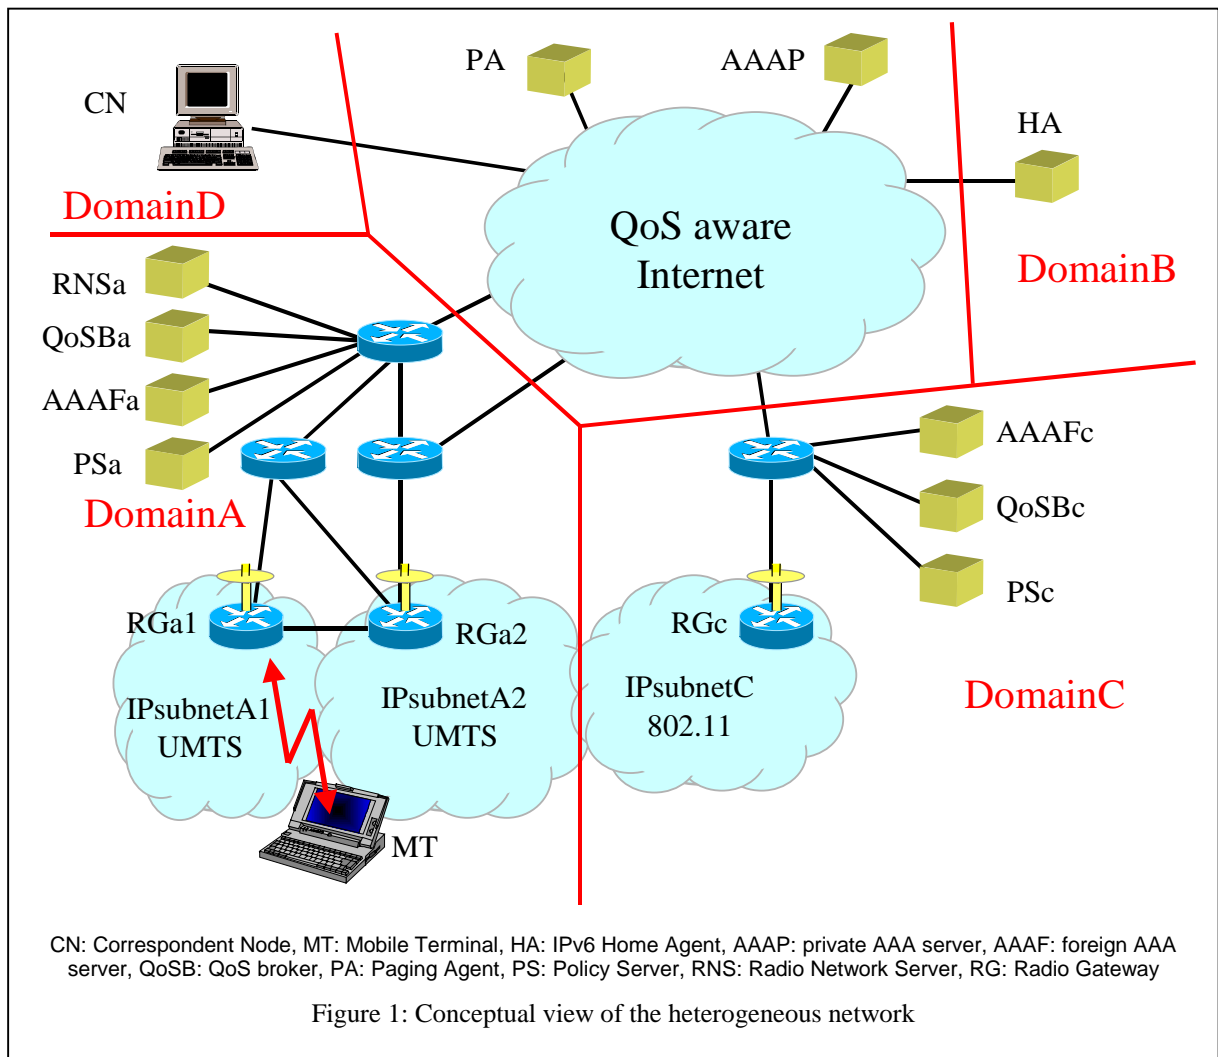 PA
AAAP
CN
HA
DomainD
QoS aware
Internet
DomainB
RNSa
QoSBa
AAAFa
PSa
DomainA
AAAFc
QoSBc
PSc
RGa1
RGa2
RGc
IPsubnetA1
UMTS
IPsubnetA2
UMTS
IPsubnetC
802.11
DomainC
MT
CN: Correspondent Node, MT: Mobile Terminal, HA: IPv6 Home Agent, AAAP: private AAA server, AAAF: foreign AAA
server, QoSB: QoS broker, PA: Paging Agent, PS: Policy Server, RNS: Radio Network Server, RG: Radio Gateway
Figure 1: Conceptual view of the heterogeneous network